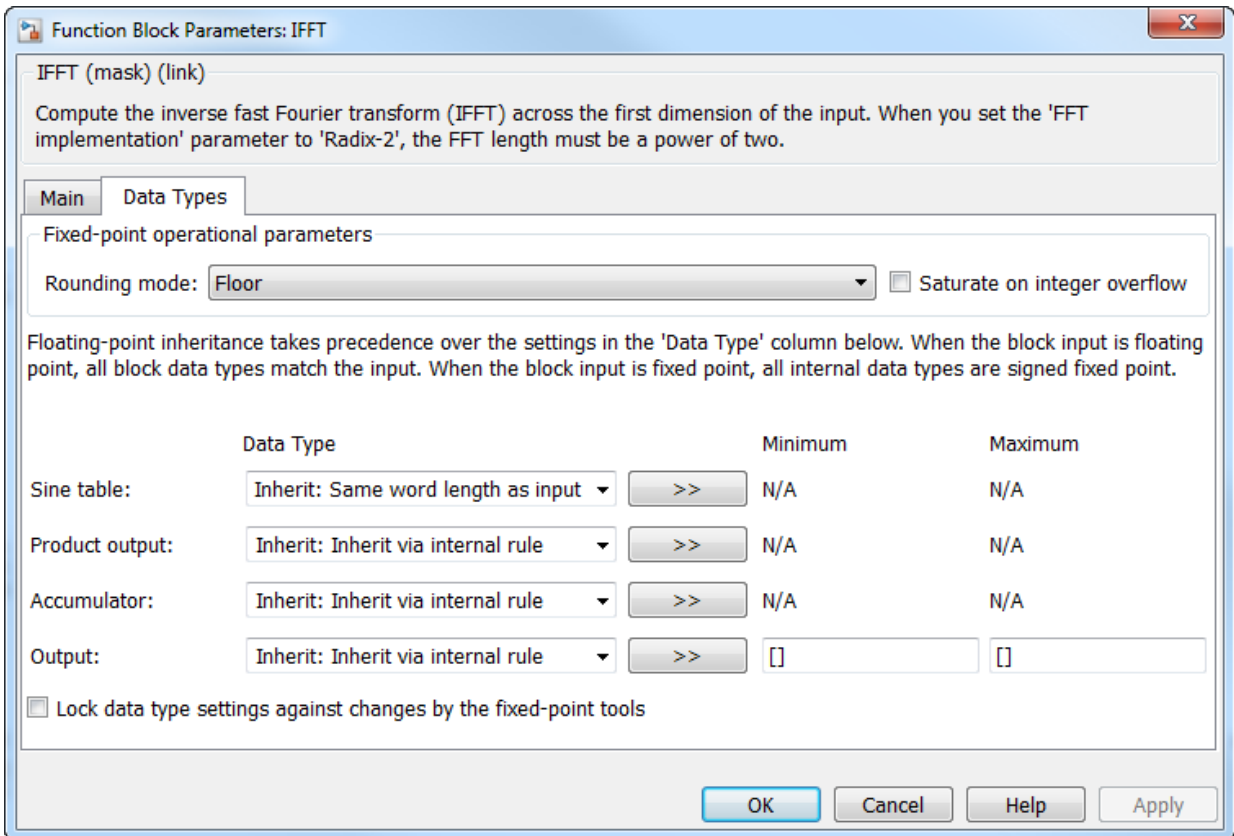 Function Block Parameters: IFFT
IFFT (mask) (link)
Compute the inverse fast Fourier transform (IFFT) across the first dimension of the input. When you set the 'FFT
implementation' parameter to 'Radix-2', the FFT length must be a power of two.
Main Data Types
Fixed-point operational parameters
Rounding mode: Floor Saturate on integer overflow
Floating-point inheritance takes precedence over the settings in the 'Data Type' column below. When the block input is floating
point, all block data types match the input. When the block input is fixed point, all internal data types are signed fixed point.
Data Type Minimum Maximum
Sine table: Inherit: Same word length as input >> N/A N/A
Product output: Inherit: Inherit via internal rule >> N/A N/A
Accumulator: Inherit: Inherit via internal rule >> N/A N/A
Output: Inherit: Inherit via internal rule >> [] []
Lock data type settings against changes by the fixed-point tools
OK Cancel Help Apply